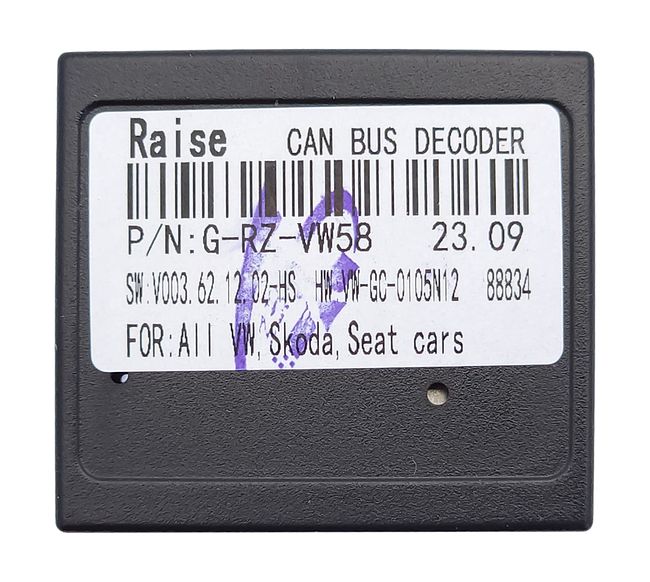 Raise CAN BUS DECODER
P/N:G-RZ-VW58 23.09
SW:V003.62.12.02-HS HW:VW-GC-0105N12 88834
FOR:All VW,Skoda,Seat cars